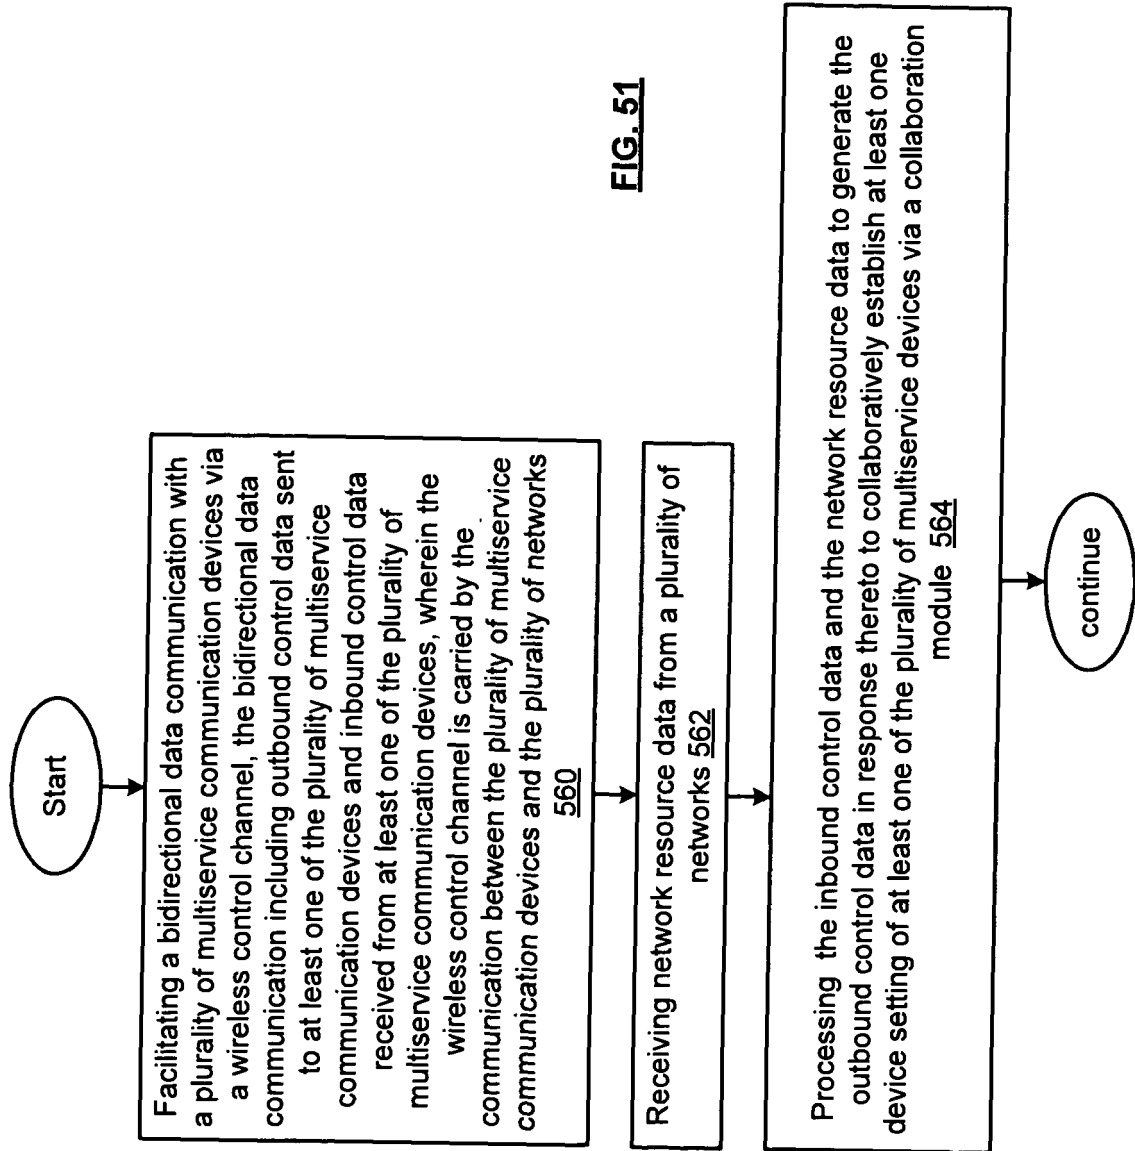 Start
Facilitating a bidirectional data communication with
a plurality of multiservice communication devices via
a wireless control channel, the bidirectional data
communication including outbound control data sent
to at least one of the plurality of multiservice
communication devices and inbound control data
received from at least one of the plurality of
multiservice communication devices, wherein the
wireless control channel is carried by the
communication between the plurality of multiservice
communication devices and the plurality of networks
560
Receiving network resource data from a plurality of
networks 562
Processing the inbound control data and the network resource data to generate the
outbound control data in response thereto to collaboratively establish at least one
device setting of at least one of the plurality of multiservice devices via a collaboration
module 564
continue
FIG. 51